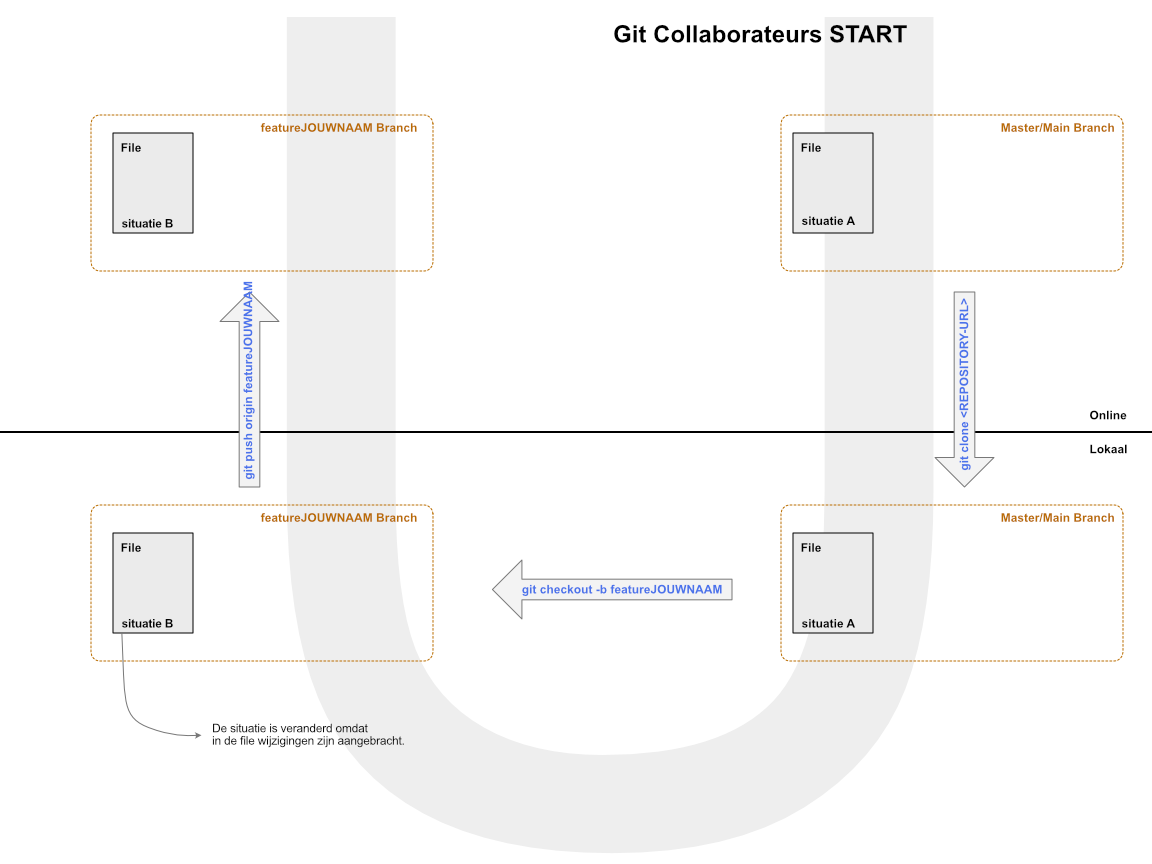 Git Collaborateurs START
featureJOUWNAAM Branch
File
situatie B
Master/Main Branch
File
situatie A
git push origin featureJOUWNAAM
git clone <REPOSITORY-URL>
Online
Lokaal
featureJOUWNAAM Branch
File
situatie B
git checkout -b featureJOUWNAAM
Master/Main Branch
File
situatie A
De situatie is veranderd omdat
in de file wijzigingen zijn aangebracht.